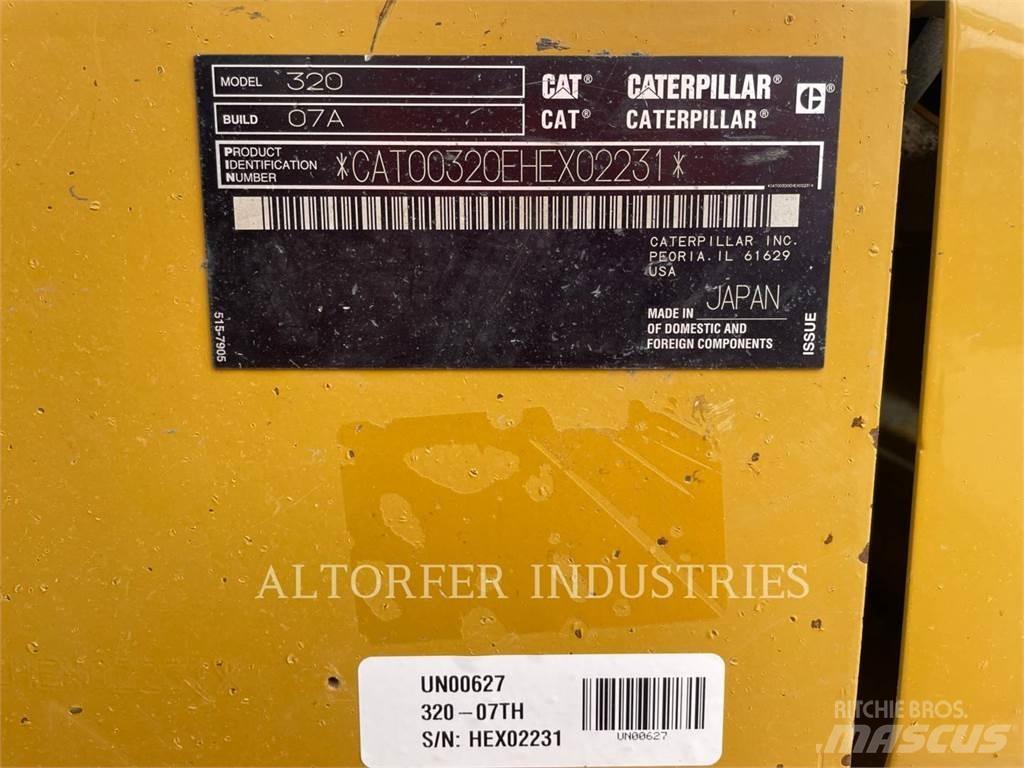 MODEL 320
BUILD 07A
CAT® CATERPILLAR® ®
CAT® CATERPILLAR®
PRODUCT
IDENTIFICATION
NUMBER
*CAT00320EHEX02231*
*CAT00320EHEX02231*
CATERPILLAR INC.
PEORIA. IL 61629
USA
MADE IN JAPAN
OF DOMESTIC AND
FOREIGN COMPONENTS
ISSUE
515-7905
ALTORFER INDUSTRIES
UN00627
320-07TH
S/N: HEX02231
UN00627
RITCHIE BROS.
MASCUS